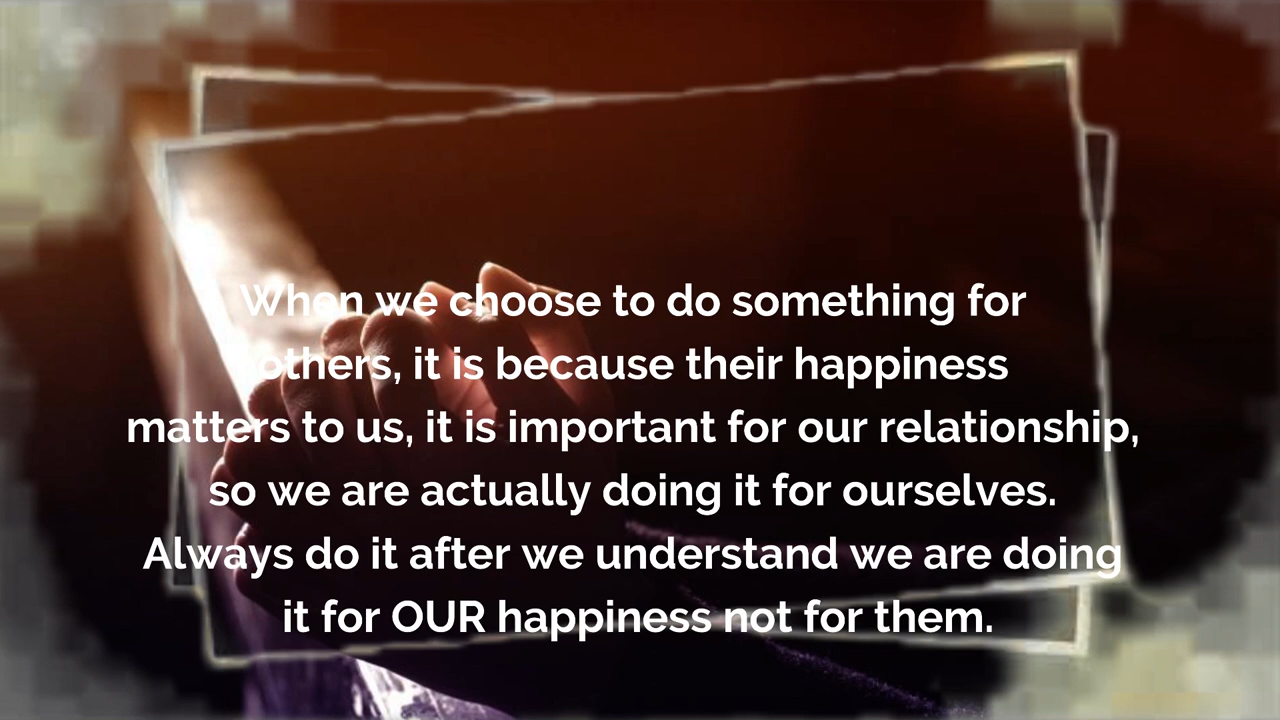 When we choose to do something for
others, it is because their happiness
matters to us, it is important for our relationship,
so we are actually doing it for ourselves.
Always do it after we understand we are doing
it for OUR happiness not for them.